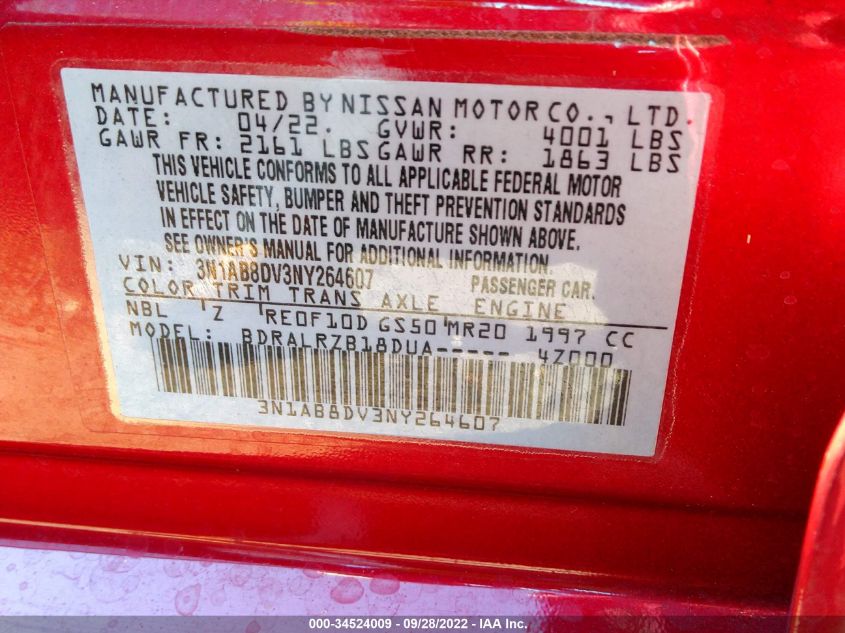 MANUFACTURED BY NISSAN MOTOR CO., LTD.
DATE: 04/22. GVWR: 4001 LBS
GAWR FR: 2161 LBS GAWR RR: 1863 LBS
THIS VEHICLE CONFORMS TO ALL APPLICABLE FEDERAL MOTOR
VEHICLE SAFETY, BUMPER AND THEFT PREVENTION STANDARDS
IN EFFECT ON THE DATE OF MANUFACTURE SHOWN ABOVE.
SEE OWNER'S MANUAL FOR ADDITIONAL INFORMATION.
VIN: 3N1AB8DV3NY264607 PASSENGER CAR.
COLOR TRIM TRANS AXLE ENGINE
NBL Z RE0F10D GS50 MR20 1997 CC
MODEL: BDRALRZB18DUA----- 4Z000
3N1AB8DV3NY264607
000-34524009 - 09/28/2022 - IAA Inc.